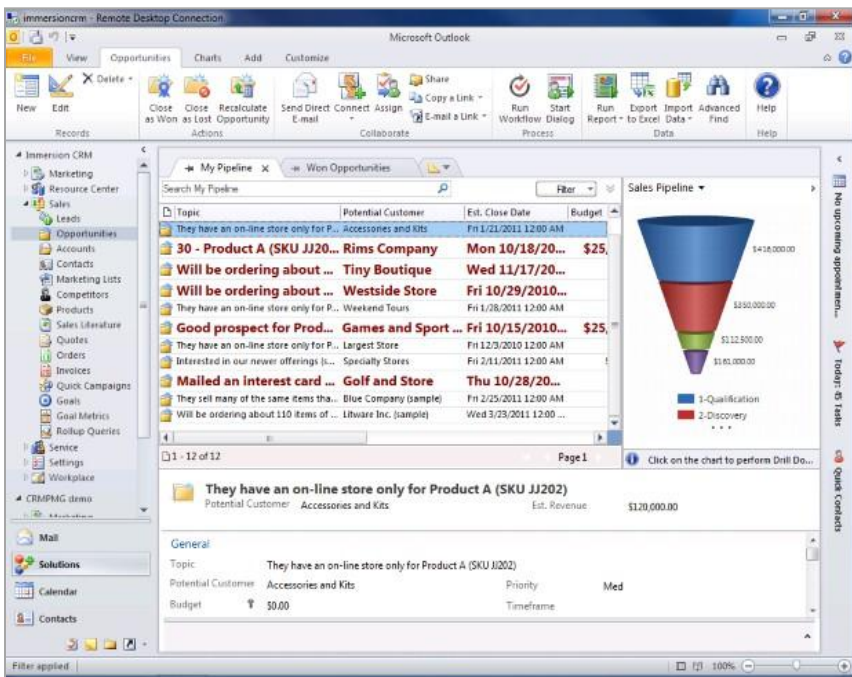 immersioncrm - Remote Desktop Connection
Microsoft Outlook
File View Opportunities Charts Add Customize
New Edit Delete
Close as Won Close as Lost Recalculate Opportunity
Send Direct E-mail Connect Assign Share Copy a Link E-mail a Link
Run Workflow Start Dialog
Run Report Export to Excel Import Data Advanced Find
Help
Records Actions Collaborate Process Data Help
Immersion CRM
Marketing
Resource Center
Sales
Leads
Opportunities
Accounts
Contacts
Marketing Lists
Competitors
Products
Sales Literature
Quotes
Orders
Invoices
Quick Campaigns
Goals
Goal Metrics
Rollup Queries
Service
Settings
Workplace
CRMPMG demo
Mail
Solutions
Calendar
Contacts
My Pipeline x Won Opportunities
Search My Pipeline Filter
Topic Potential Customer Est. Close Date Budget
They have an on-line store only for P... Accessories and Kits Fri 1/21/2011 12:00 AM
30 - Product A (SKU JJ20... Rims Company Mon 10/18/20... $25,
Will be ordering about ... Tiny Boutique Wed 11/17/20...
Will be ordering about ... Westside Store Fri 10/29/2010...
They have an on-line store only for P... Weekend Tours Fri 1/28/2011 12:00 AM
Good prospect for Prod... Games and Sport ... Fri 10/15/2010... $25,
They have an on-line store only for P... Largest Store Fri 12/3/2010 12:00 AM
Interested in our newer offerings (s... Specialty Stores Fri 2/11/2011 12:00 AM
Mailed an interest card ... Golf and Store Thu 10/28/20...
They sell many of the same items tha... Blue Company (sample) Fri 2/25/2011 12:00 AM
Will be ordering about 110 items of ... Litware Inc. (sample) Wed 3/23/2011 12:00 ...
1 - 12 of 12 Page 1
Sales Pipeline
$416,000.00
$350,000.00
$112,500.00
$161,000.00
1-Qualification
2-Discovery
...
Click on the chart to perform Drill Do...
They have an on-line store only for Product A (SKU JJ202)
Potential Customer Accessories and Kits Est. Revenue $120,000.00
General
Topic They have an on-line store only for Product A (SKU JJ202)
Potential Customer Accessories and Kits Priority Med
Budget $0.00 Timeframe
No upcoming appointmen...
Today: 45 Tasks
Quick Contacts
Filter applied 100%